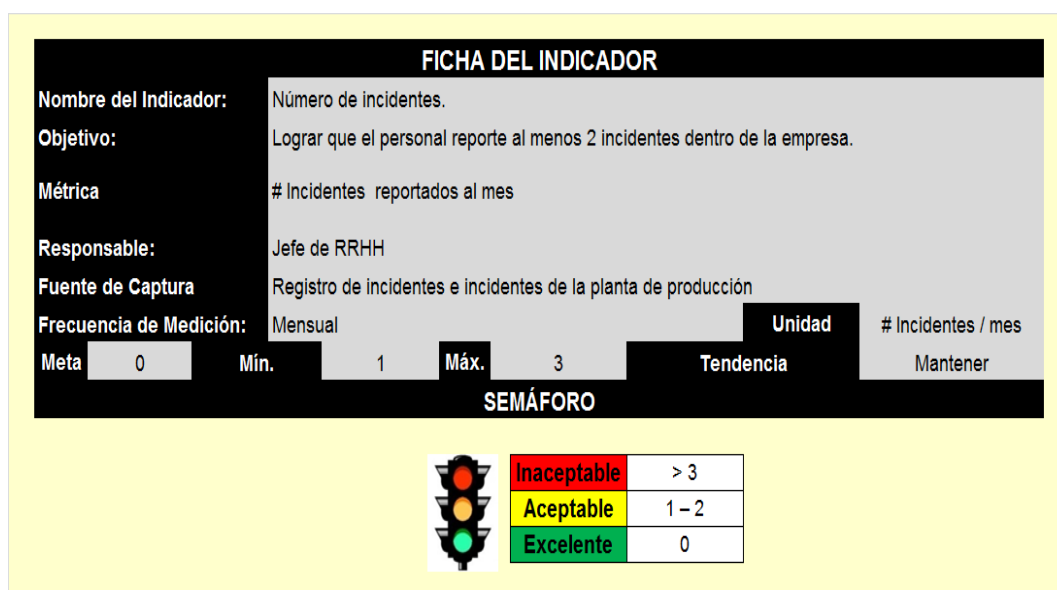 FICHA DEL INDICADOR
Nombre del Indicador: Número de incidentes.
Objetivo: Lograr que el personal reporte al menos 2 incidentes dentro de la empresa.
Métrica # Incidentes reportados al mes
Responsable: Jefe de RRHH
Fuente de Captura Registro de incidentes e incidentes de la planta de producción
Frecuencia de Medición: Mensual Unidad # Incidentes / mes
Meta 0 Mín. 1 Máx. 3 Tendencia Mantener
SEMÁFORO
Inaceptable > 3
Aceptable 1 – 2
Excelente 0